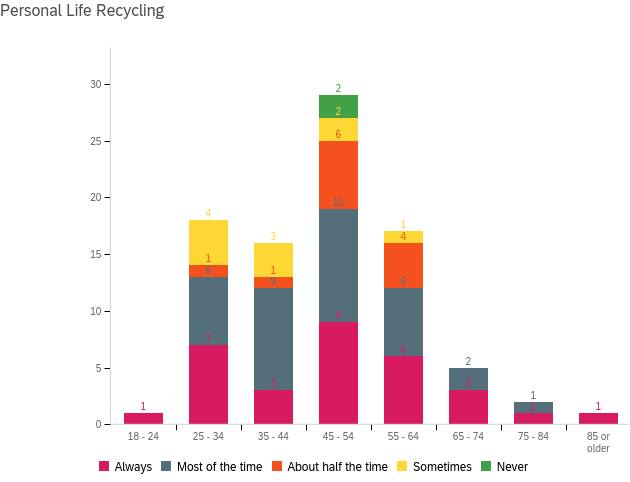 Personal Life Recycling
30
25
20
15
10
5
0
1
4
1
6
7
3
1
9
3
2
2
6
10
9
1
4
6
6
2
3
1
1
1
18 - 24
25 - 34
35 - 44
45 - 54
55 - 64
65 - 74
75 - 84
85 or
older
Always
Most of the time
About half the time
Sometimes
Never